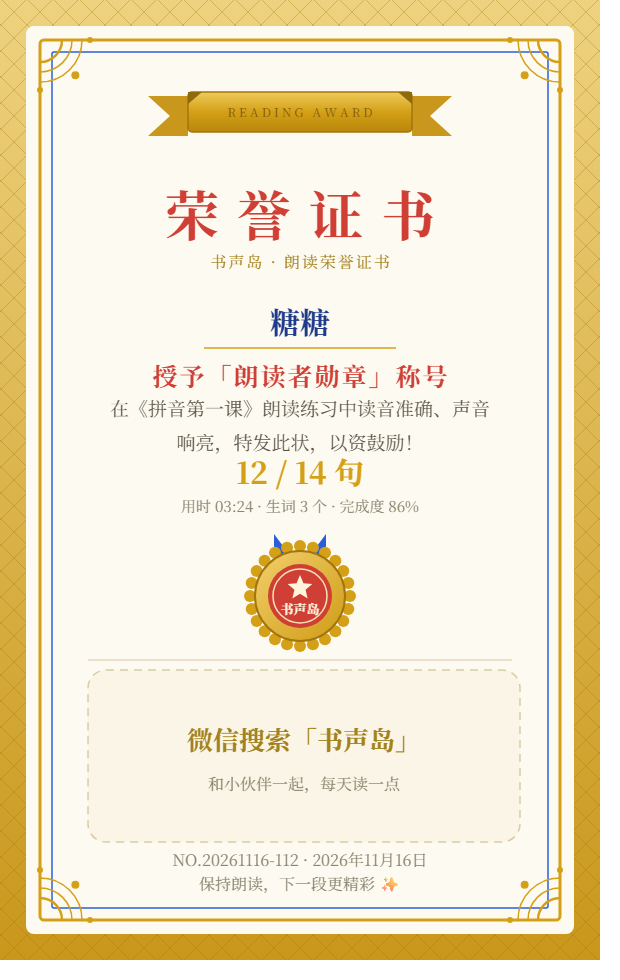 READING AWARD
荣誉证书
书声岛 · 朗读荣誉证书
糖糖
授予「朗读者勋章」称号
在《拼音第一课》朗读练习中读音准确、声音
响亮，特发此状，以资鼓励！
12 / 14 句
用时 03:24 · 生词 3 个 · 完成度 86%
书声岛
微信搜索「书声岛」
和小伙伴一起，每天读一点
NO.20261116-112 · 2026年11月16日
保持朗读，下一段更精彩 ✨